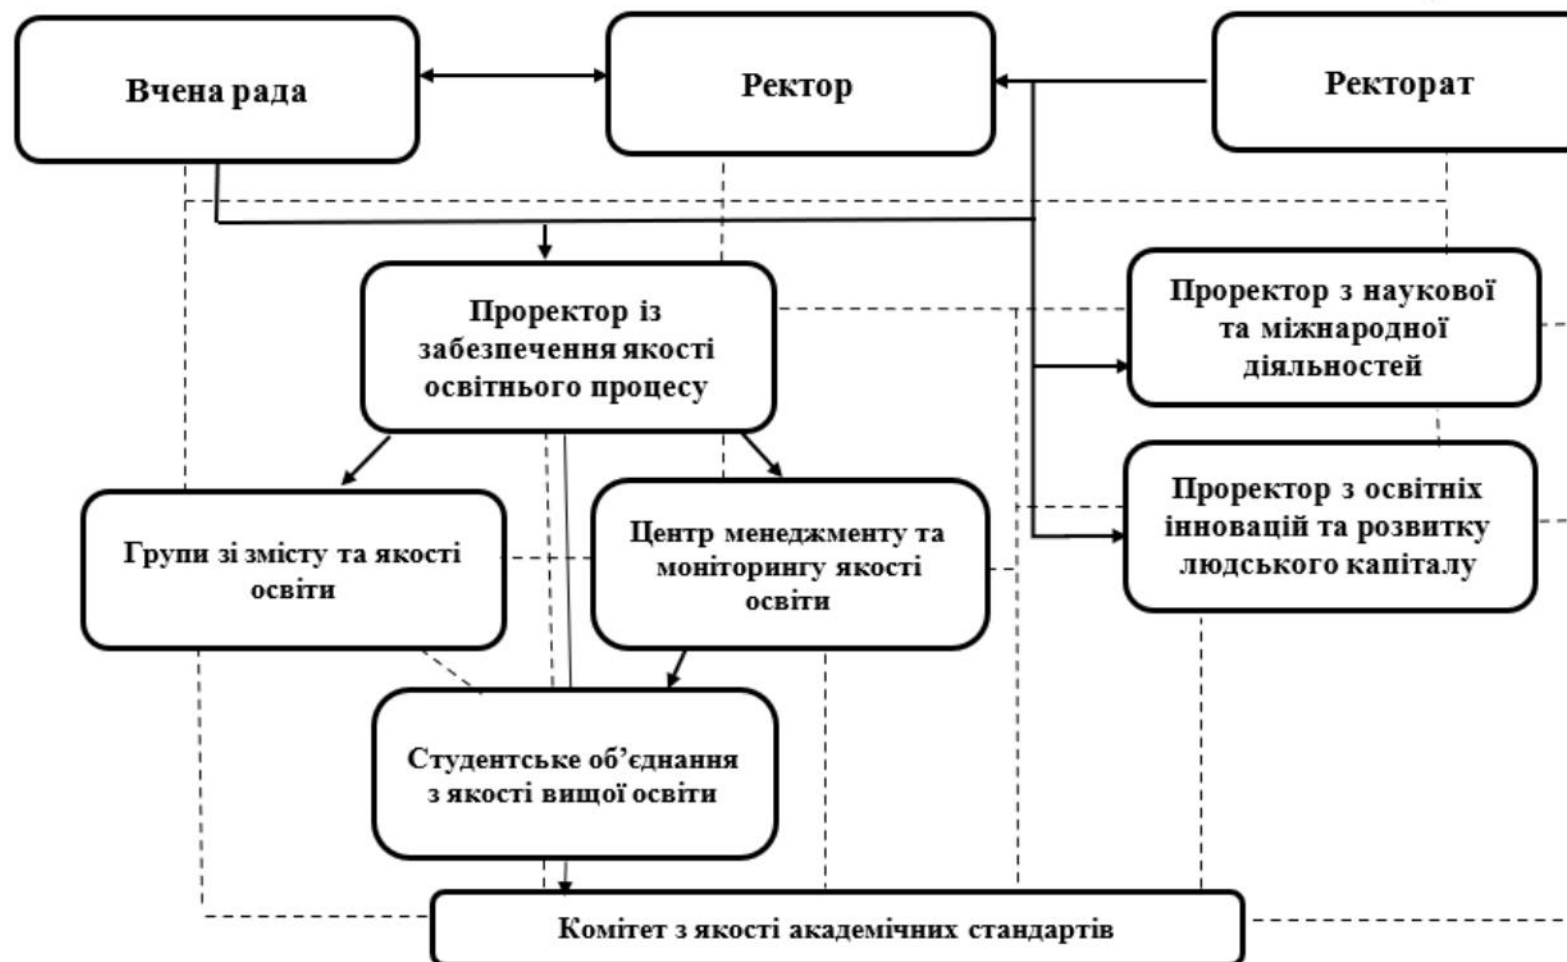 Вчена рада
Ректор
Ректорат
Проректор із
забезпечення якості
освітнього процесу
Проректор з наукової
та міжнародної
діяльностей
Проректор з освітніх
інновацій та розвитку
людського капіталу
Групи зі змісту та якості
освіти
Центр менеджменту та
моніторингу якості
освіти
Студентське об’єднання
з якості вищої освіти
Комітет з якості академічних стандартів